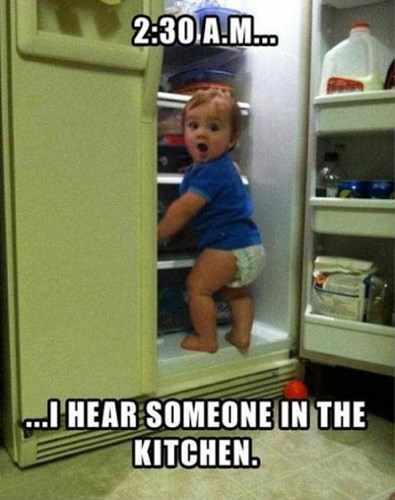 2:30 A.M...
...I HEAR SOMEONE IN THE
KITCHEN.